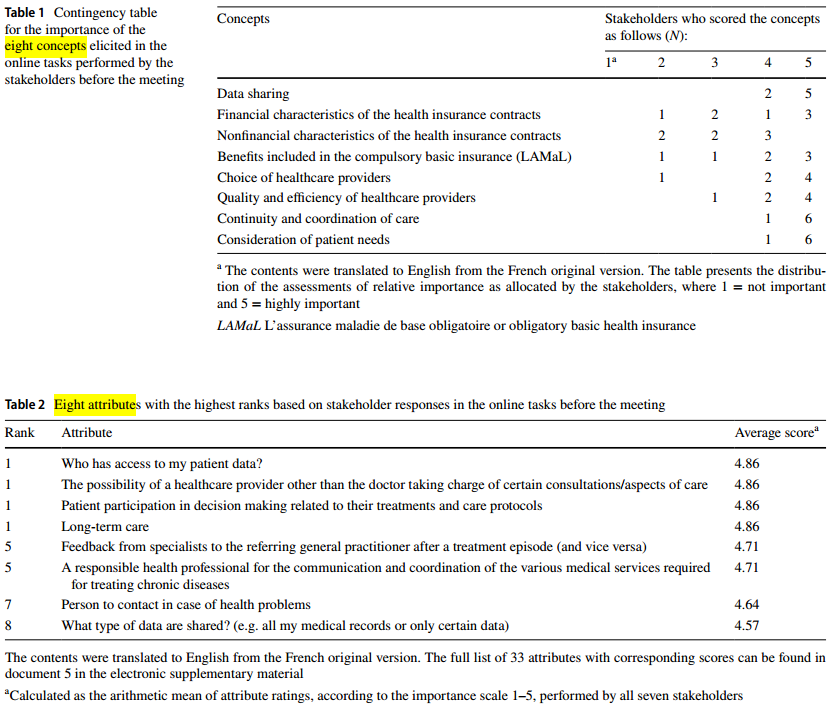 Table 1 Contingency table
for the importance of the
eight concepts elicited in the
online tasks performed by the
stakeholders before the meeting
Concepts Stakeholders who scored the concepts
as follows (N):
1a 2 3 4 5
Data sharing 2 5
Financial characteristics of the health insurance contracts 1 2 1 3
Nonfinancial characteristics of the health insurance contracts 2 2 3
Benefits included in the compulsory basic insurance (LAMaL) 1 1 2 3
Choice of healthcare providers 1 2 4
Quality and efficiency of healthcare providers 1 2 4
Continuity and coordination of care 1 6
Consideration of patient needs 1 6
a The contents were translated to English from the French original version. The table presents the distribu-
tion of the assessments of relative importance as allocated by the stakeholders, where 1 = not important
and 5 = highly important
LAMaL L'assurance maladie de base obligatoire or obligatory basic health insurance
Table 2 Eight attributes with the highest ranks based on stakeholder responses in the online tasks before the meeting
Rank Attribute Average scorea
1 Who has access to my patient data? 4.86
1 The possibility of a healthcare provider other than the doctor taking charge of certain consultations/aspects of care 4.86
1 Patient participation in decision making related to their treatments and care protocols 4.86
1 Long-term care 4.86
5 Feedback from specialists to the referring general practitioner after a treatment episode (and vice versa) 4.71
5 A responsible health professional for the communication and coordination of the various medical services required 4.71
for treating chronic diseases
7 Person to contact in case of health problems 4.64
8 What type of data are shared? (e.g. all my medical records or only certain data) 4.57
The contents were translated to English from the French original version. The full list of 33 attributes with corresponding scores can be found in
document 5 in the electronic supplementary material
aCalculated as the arithmetic mean of attribute ratings, according to the importance scale 1–5, performed by all seven stakeholders